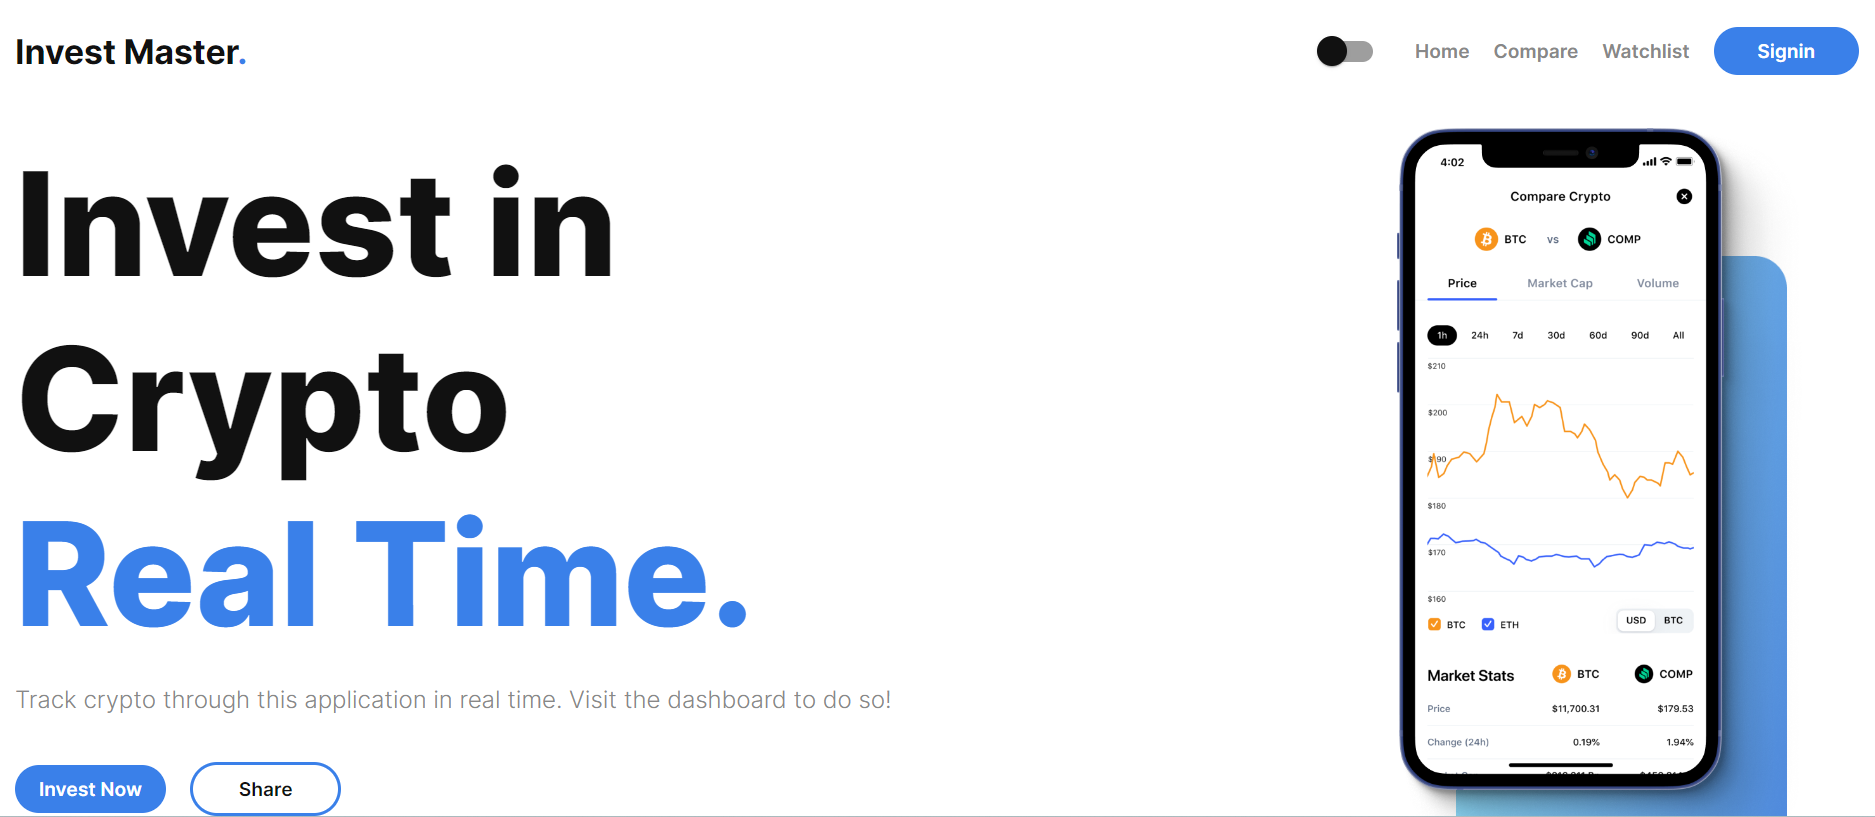 Invest Master.
Home Compare Watchlist Signin
Invest in
Crypto
Real Time.
Track crypto through this application in real time. Visit the dashboard to do so!
Invest Now Share
4:02
Compare Crypto
BTC vs COMP
Price Market Cap Volume
1h 24h 7d 30d 60d 90d All
$210
$200
$190
$180
$170
$160
BTC ETH USD BTC
Market Stats BTC COMP
Price $11,700.31 $179.53
Change (24h) 0.19% 1.94%